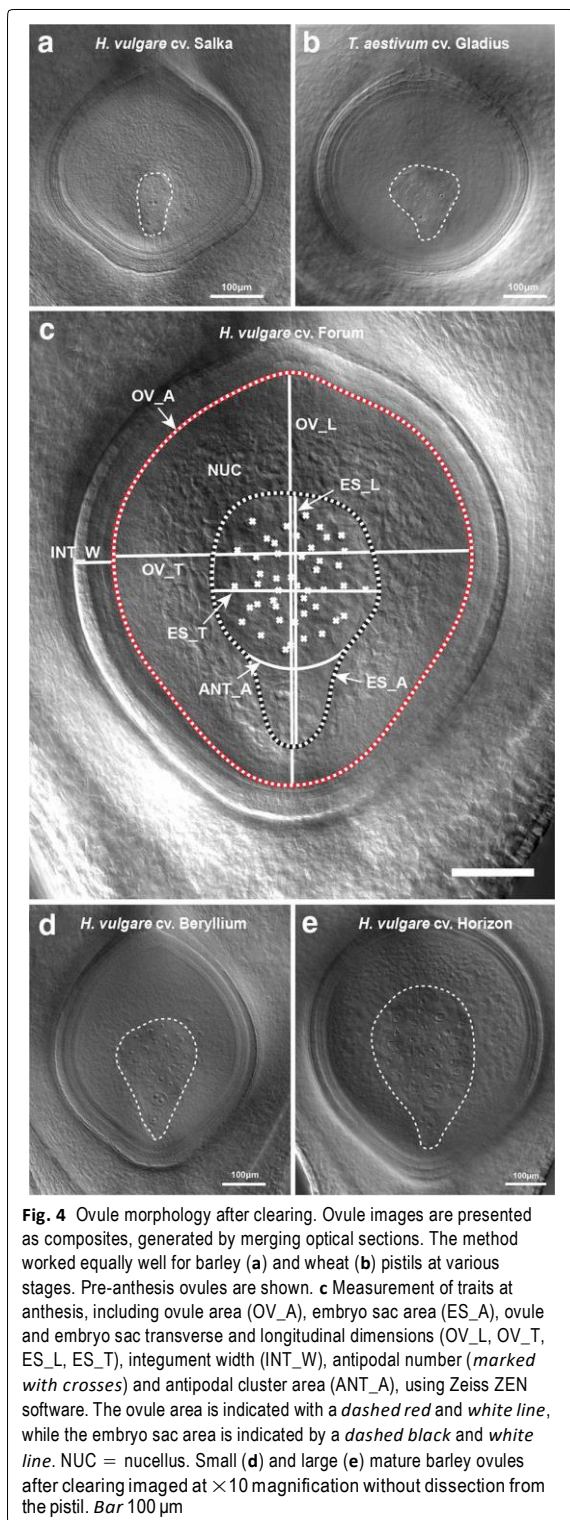 a
H. vulgare cv. Salka
100µm
b
T. aestivum cv. Gladius
100µm
c
H. vulgare cv. Forum
OV_A
OV_L
NUC
ES_L
INT_W
OV_T
ES_T
ANT_A
ES_A
d
H. vulgare cv. Beryllium
100µm
e
H. vulgare cv. Horizon
100µm
Fig. 4 Ovule morphology after clearing. Ovule images are presented
as composites, generated by merging optical sections. The method
worked equally well for barley (a) and wheat (b) pistils at various
stages. Pre-anthesis ovules are shown. c Measurement of traits at
anthesis, including ovule area (OV_A), embryo sac area (ES_A), ovule
and embryo sac transverse and longitudinal dimensions (OV_L, OV_T,
ES_L, ES_T), integument width (INT_W), antipodal number (marked
with crosses) and antipodal cluster area (ANT_A), using Zeiss ZEN
software. The ovule area is indicated with a dashed red and white line,
while the embryo sac area is indicated by a dashed black and white
line. NUC = nucellus. Small (d) and large (e) mature barley ovules
after clearing imaged at ×10 magnification without dissection from
the pistil. Bar 100 µm